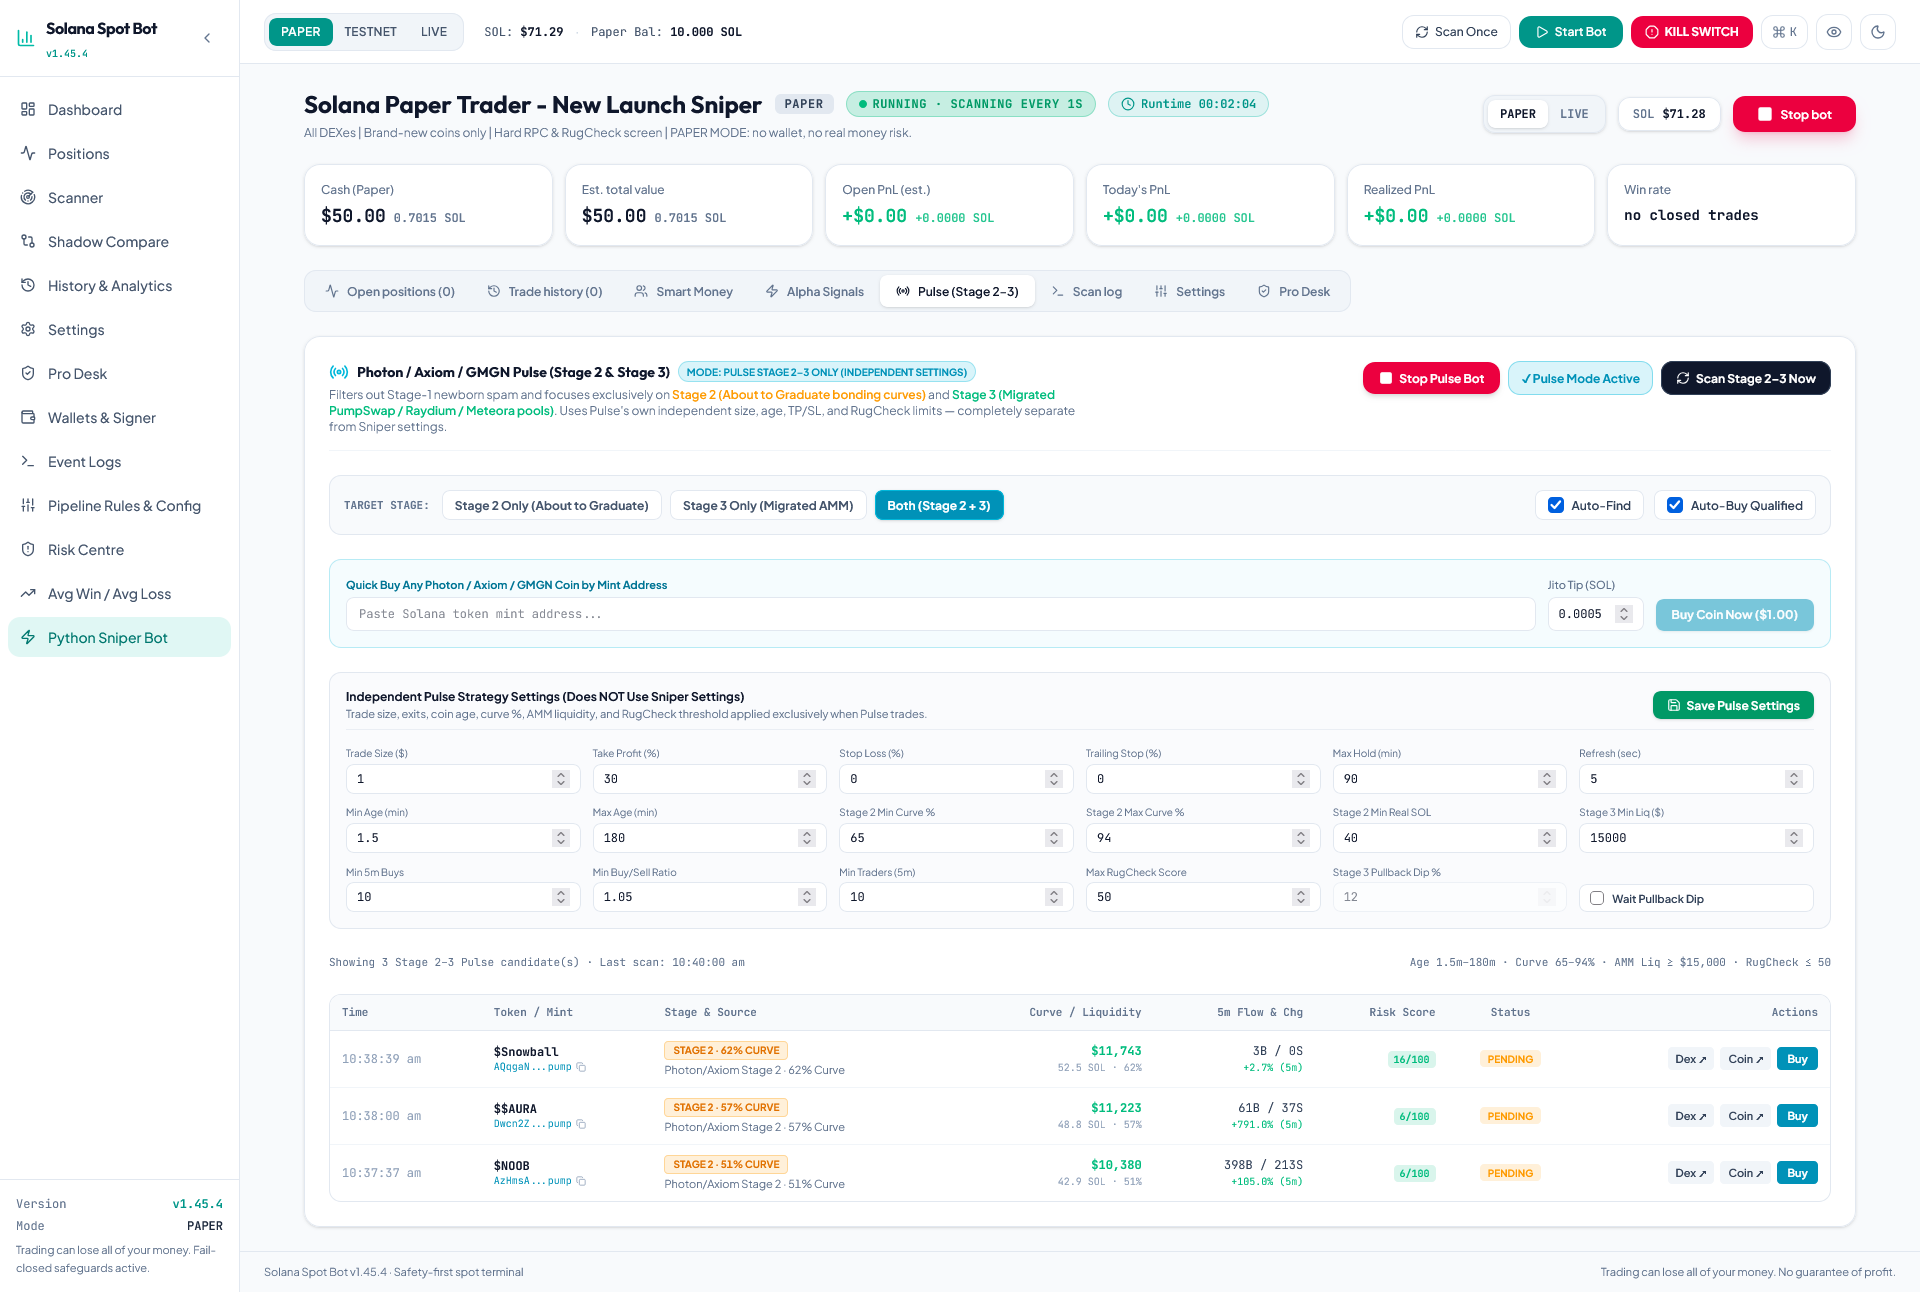 Solana Spot Bot
v1.45.4
PAPER TESTNET LIVE SOL: $71.29 · Paper Bal: 10.000 SOL Scan Once Start Bot KILL SWITCH ⌘ K
Dashboard
Positions
Scanner
Shadow Compare
History & Analytics
Settings
Pro Desk
Wallets & Signer
Event Logs
Pipeline Rules & Config
Risk Centre
Avg Win / Avg Loss
Python Sniper Bot
Version v1.45.4
Mode PAPER
Trading can lose all of your money. Fail-
closed safeguards active.
Solana Paper Trader - New Launch Sniper PAPER RUNNING · SCANNING EVERY 1S Runtime 00:02:04
All DEXes | Brand-new coins only | Hard RPC & RugCheck screen | PAPER MODE: no wallet, no real money risk.
PAPER LIVE SOL $71.28 Stop bot
Cash (Paper)
$50.00 0.7015 SOL
Est. total value
$50.00 0.7015 SOL
Open PnL (est.)
+$0.00 +0.0000 SOL
Today's PnL
+$0.00 +0.0000 SOL
Realized PnL
+$0.00 +0.0000 SOL
Win rate
no closed trades
Open positions (0) Trade history (0) Smart Money Alpha Signals Pulse (Stage 2–3) Scan log Settings Pro Desk
Photon / Axiom / GMGN Pulse (Stage 2 & Stage 3) MODE: PULSE STAGE 2–3 ONLY (INDEPENDENT SETTINGS)
Filters out Stage-1 newborn spam and focuses exclusively on Stage 2 (About to Graduate bonding curves) and Stage 3 (Migrated
PumpSwap / Raydium / Meteora pools). Uses Pulse's own independent size, age, TP/SL, and RugCheck limits — completely separate
from Sniper settings.
Stop Pulse Bot ✓ Pulse Mode Active Scan Stage 2–3 Now
TARGET STAGE: Stage 2 Only (About to Graduate) Stage 3 Only (Migrated AMM) Both (Stage 2 + 3) Auto-Find Auto-Buy Qualified
Quick Buy Any Photon / Axiom / GMGN Coin by Mint Address Jito Tip (SOL)
Paste Solana token mint address... 0.0005 Buy Coin Now ($1.00)
Independent Pulse Strategy Settings (Does NOT Use Sniper Settings)
Trade size, exits, coin age, curve %, AMM liquidity, and RugCheck threshold applied exclusively when Pulse trades.
Save Pulse Settings
Trade Size ($) Take Profit (%) Stop Loss (%) Trailing Stop (%) Max Hold (min) Refresh (sec)
1 30 0 0 90 5
Min Age (min) Max Age (min) Stage 2 Min Curve % Stage 2 Max Curve % Stage 2 Min Real SOL Stage 3 Min Liq ($)
1.5 180 65 94 40 15000
Min 5m Buys Min Buy/Sell Ratio Min Traders (5m) Max RugCheck Score Stage 3 Pullback Dip %
10 1.05 10 50 12 Wait Pullback Dip
Showing 3 Stage 2–3 Pulse candidate(s) · Last scan: 10:40:00 am Age 1.5m–180m · Curve 65–94% · AMM Liq ≥ $15,000 · RugCheck ≤ 50
Time Token / Mint Stage & Source Curve / Liquidity 5m Flow & Chg Risk Score Status Actions
10:38:39 am $Snowball STAGE 2 · 62% CURVE $11,743 3B / 0S 16/100 PENDING Dex ↗ Coin ↗ Buy
AQqgaN...pump Photon/Axiom Stage 2 · 62% Curve 52.5 SOL · 62% +2.7% (5m)
10:38:00 am $$AURA STAGE 2 · 57% CURVE $11,223 61B / 37S 6/100 PENDING Dex ↗ Coin ↗ Buy
Dwcn2Z...pump Photon/Axiom Stage 2 · 57% Curve 48.8 SOL · 57% +791.0% (5m)
10:37:37 am $NOOB STAGE 2 · 51% CURVE $10,380 398B / 213S 6/100 PENDING Dex ↗ Coin ↗ Buy
AzHmsA...pump Photon/Axiom Stage 2 · 51% Curve 42.9 SOL · 51% +105.0% (5m)
Solana Spot Bot v1.45.4 · Safety-first spot terminal Trading can lose all of your money. No guarantee of profit.